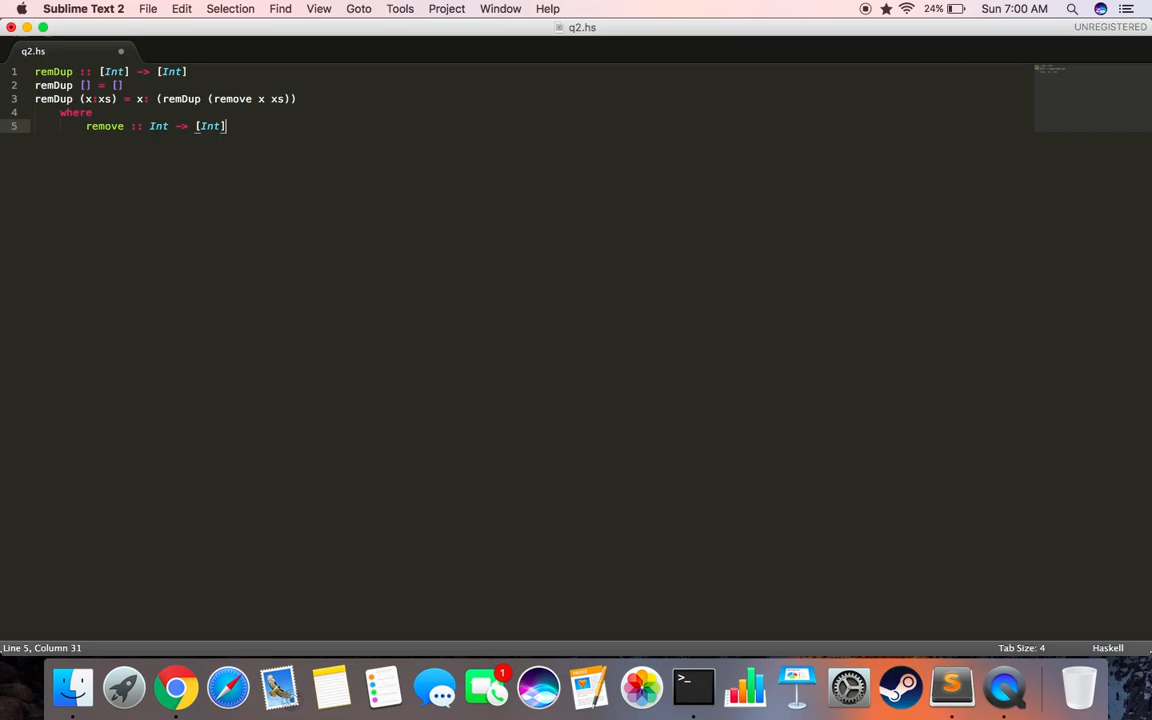 Sublime Text 2 File Edit Selection Find View Goto Tools Project Window Help 24% Sun 7:00 AM
q2.hs UNREGISTERED
q2.hs
1 remDup :: [Int] -> [Int]
2 remDup [] = []
3 remDup (x:xs) = x: (remDup (remove x xs))
4 where
5 remove :: Int -> [Int]
Line 5, Column 31 Tab Size: 4 Haskell
1
>_
S